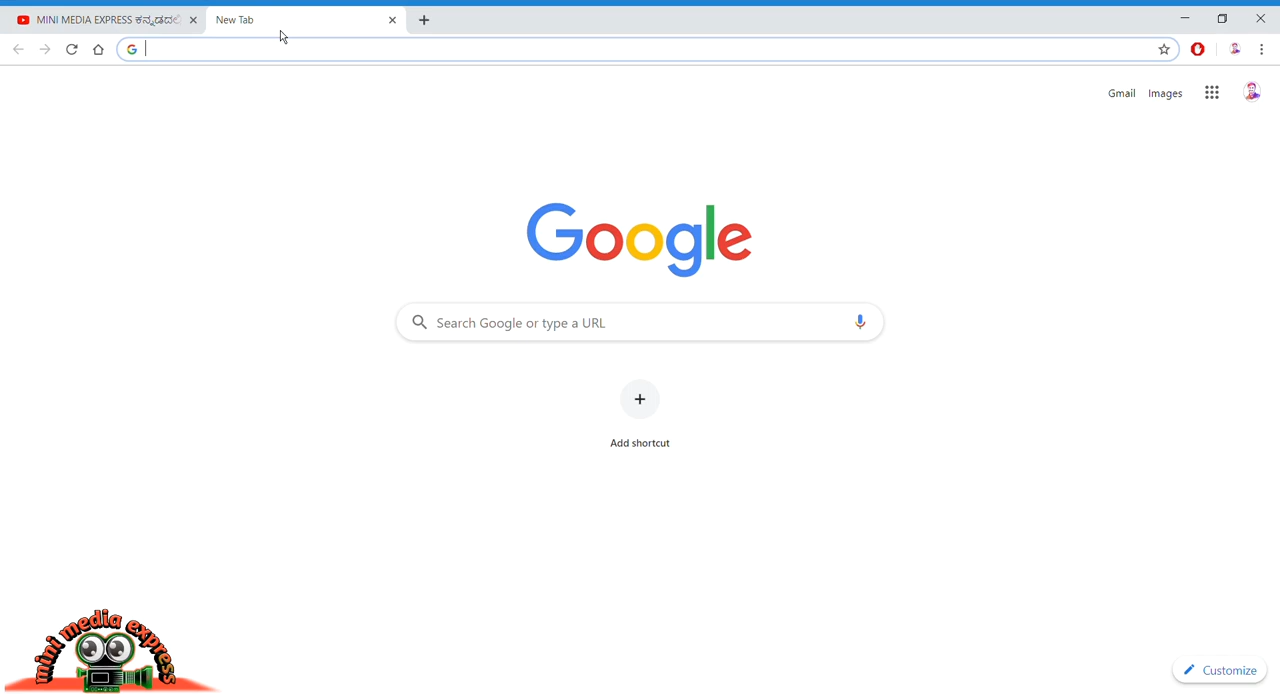 MINI MEDIA EXPRESS ಕನ್ನಡದಲಿ
New Tab
Gmail Images
Google
Search Google or type a URL
Add shortcut
mini media express
Customize